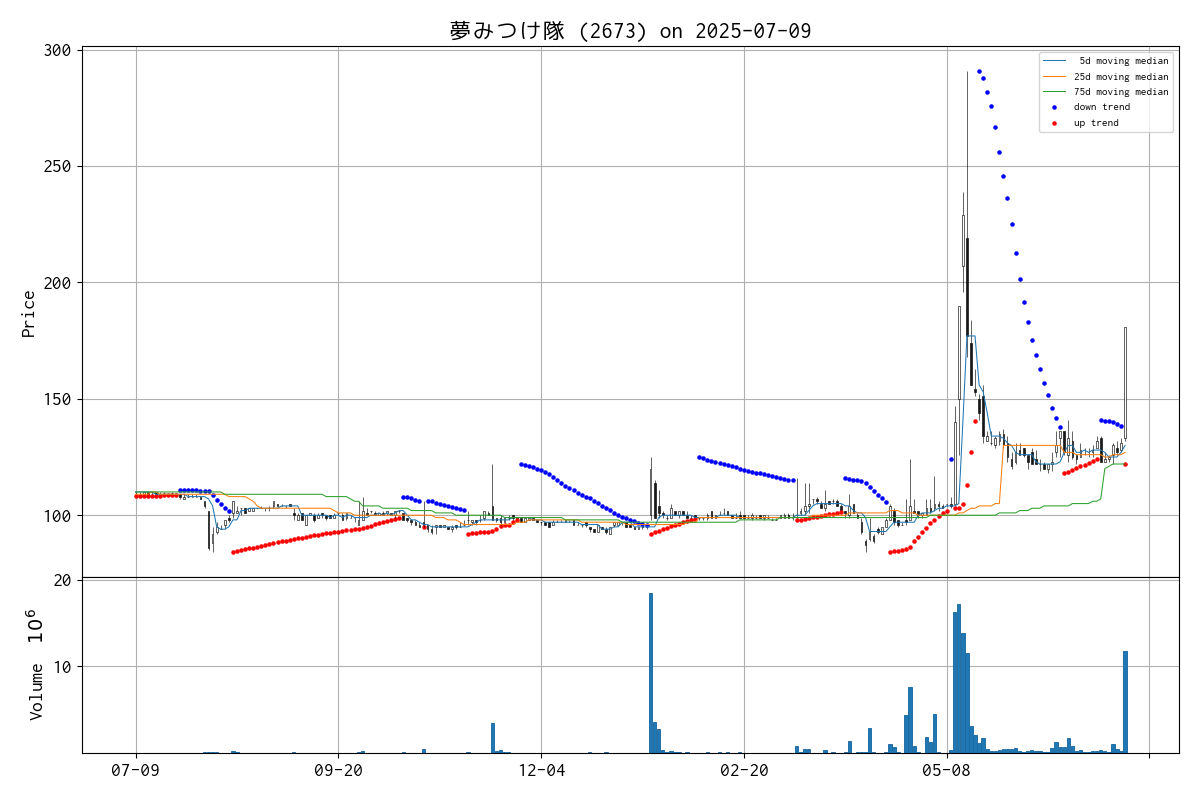 夢みつけ隊 (2673) on 2025-07-09
300
250
200
150
100
Price
5d moving median
25d moving median
75d moving median
down trend
up trend
20
10
Volume 10^6
07-09
09-20
12-04
02-20
05-08